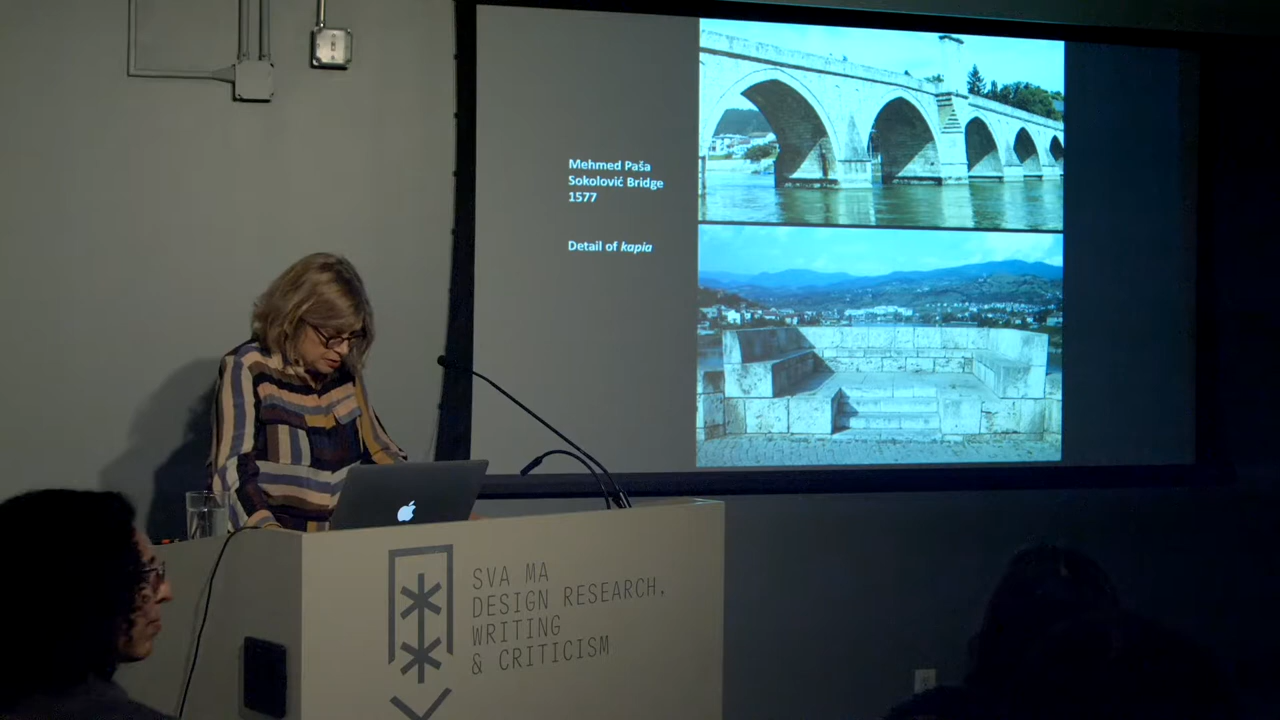 Mehmed Paša
Sokolović Bridge
1577
Detail of kapia
SVA MA
DESIGN RESEARCH,
WRITING
& CRITICISM